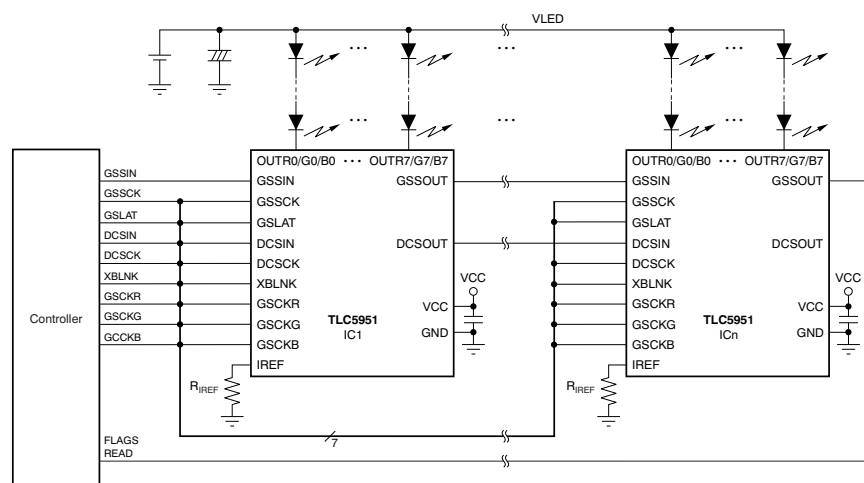 VLED
... ...
...
... ...
...
OUTR0/G0/B0 ... OUTR7/G7/B7
OUTR0/G0/B0 ... OUTR7/G7/B7
Controller
GSSIN
GSSCK
GSLAT
DCSIN
DCSCK
XBLNK
GSCKR
GSCKG
GCCKB
FLAGS
READ
GSSIN
GSSCK
GSLAT
DCSIN
DCSCK
XBLNK
GSCKR
GSCKG
GSCKB
IREF
GSSOUT
DCSOUT
VCC
VCC
GND
TLC5951
IC1
RIREF
7
GSSIN
GSSCK
GSLAT
DCSIN
DCSCK
XBLNK
GSCKR
GSCKG
GSCKB
IREF
GSSOUT
DCSOUT
VCC
VCC
GND
TLC5951
ICn
RIREF